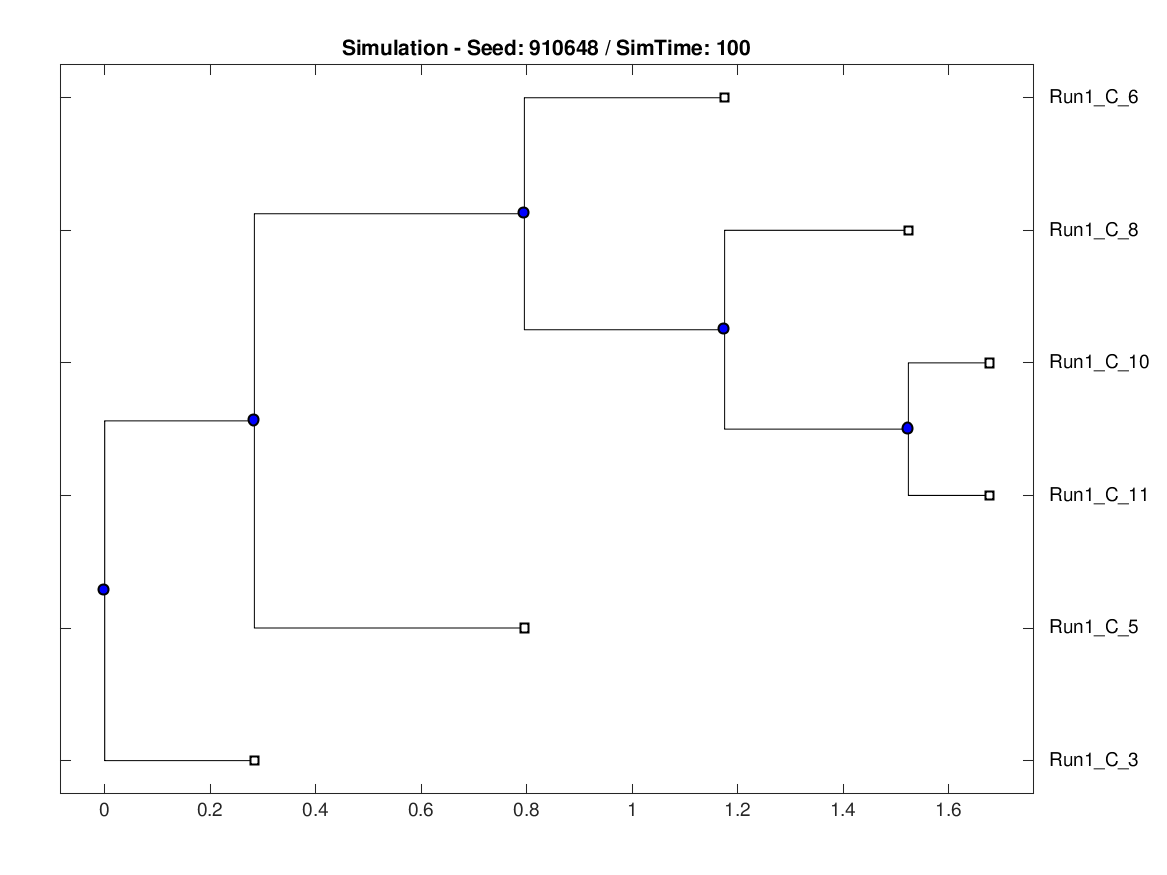 Simulation - Seed: 910648 / SimTime: 100
Run1_C_6
Run1_C_8
Run1_C_10
Run1_C_11
Run1_C_5
Run1_C_3
0 0.2 0.4 0.6 0.8 1 1.2 1.4 1.6